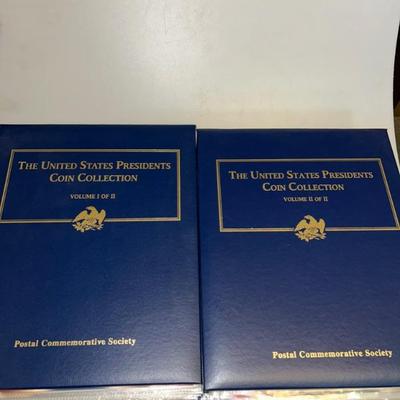 The United States Presidents
Coin Collection
VOLUME I OF II
Postal Commemorative Society
The United States Presidents
Coin Collection
VOLUME II OF II
Postal Commemorative Society